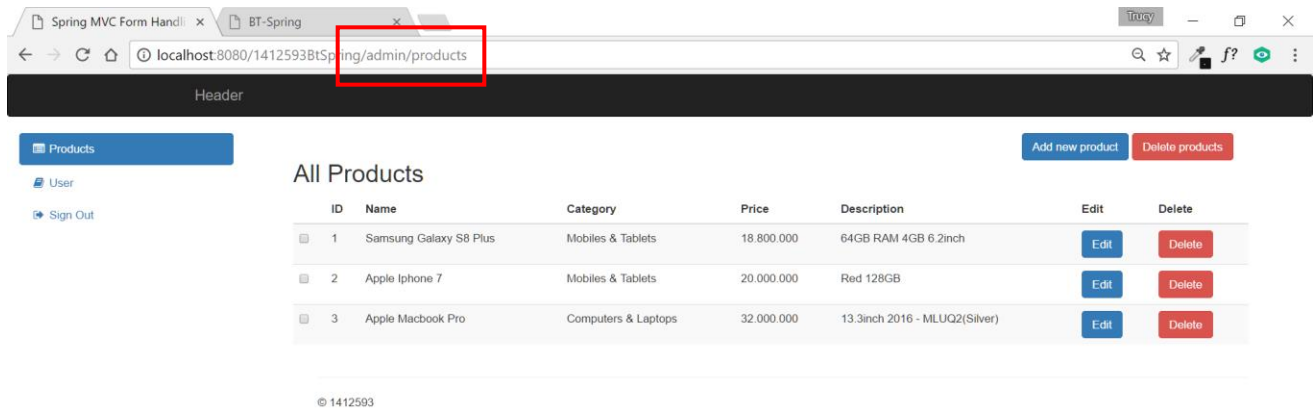 Spring MVC Form Handli
BT-Spring
Trucy
localhost:8080/1412593BtSpring/admin/products
f?
Header
Products
User
Sign Out
Add new product Delete products
All Products
ID Name Category Price Description Edit Delete
1 Samsung Galaxy S8 Plus Mobiles & Tablets 18.800.000 64GB RAM 4GB 6.2inch Edit Delete
2 Apple Iphone 7 Mobiles & Tablets 20.000.000 Red 128GB Edit Delete
3 Apple Macbook Pro Computers & Laptops 32.000.000 13.3inch 2016 - MLUQ2(Silver) Edit Delete
© 1412593